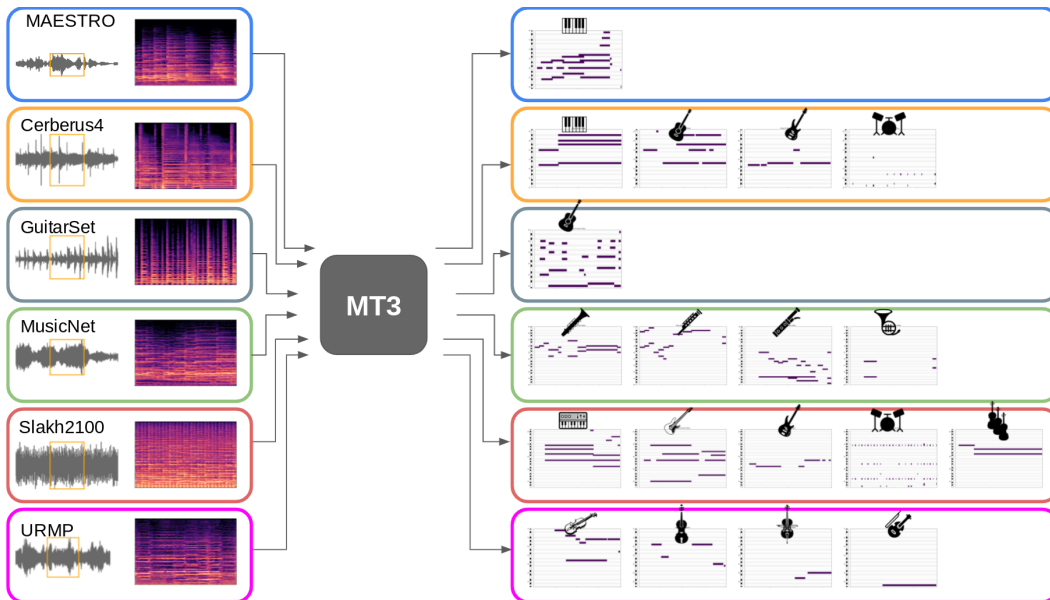 MAESTRO
Cerberus4
GuitarSet
MusicNet
Slakh2100
URMP
MT3